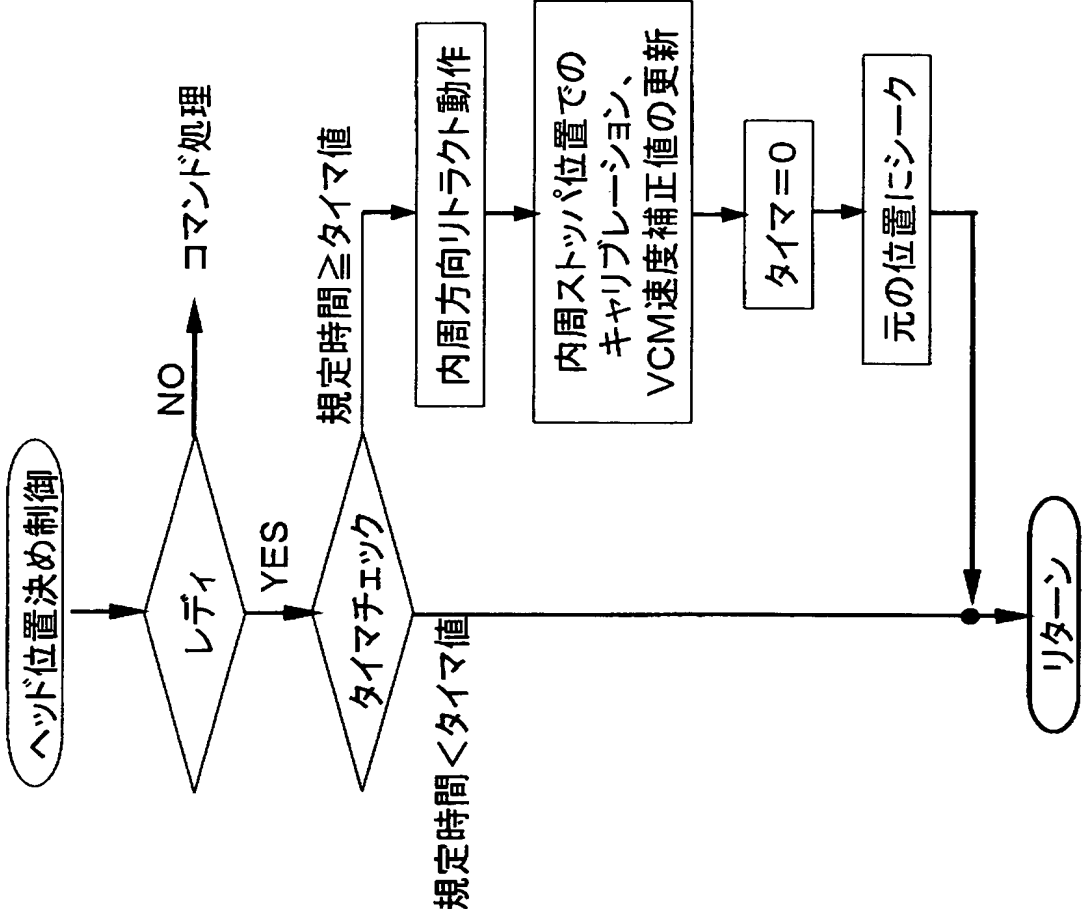 ヘッド位置決め制御
レディ
NO
コマンド処理
YES
タイマチェック
規定時間≧タイマ値
内周方向リトラクト動作
内周ストッパ位置での
キャリブレーション、
VCM速度補正値の更新
タイマ=0
元の位置にシーク
規定時間<タイマ値
リターン